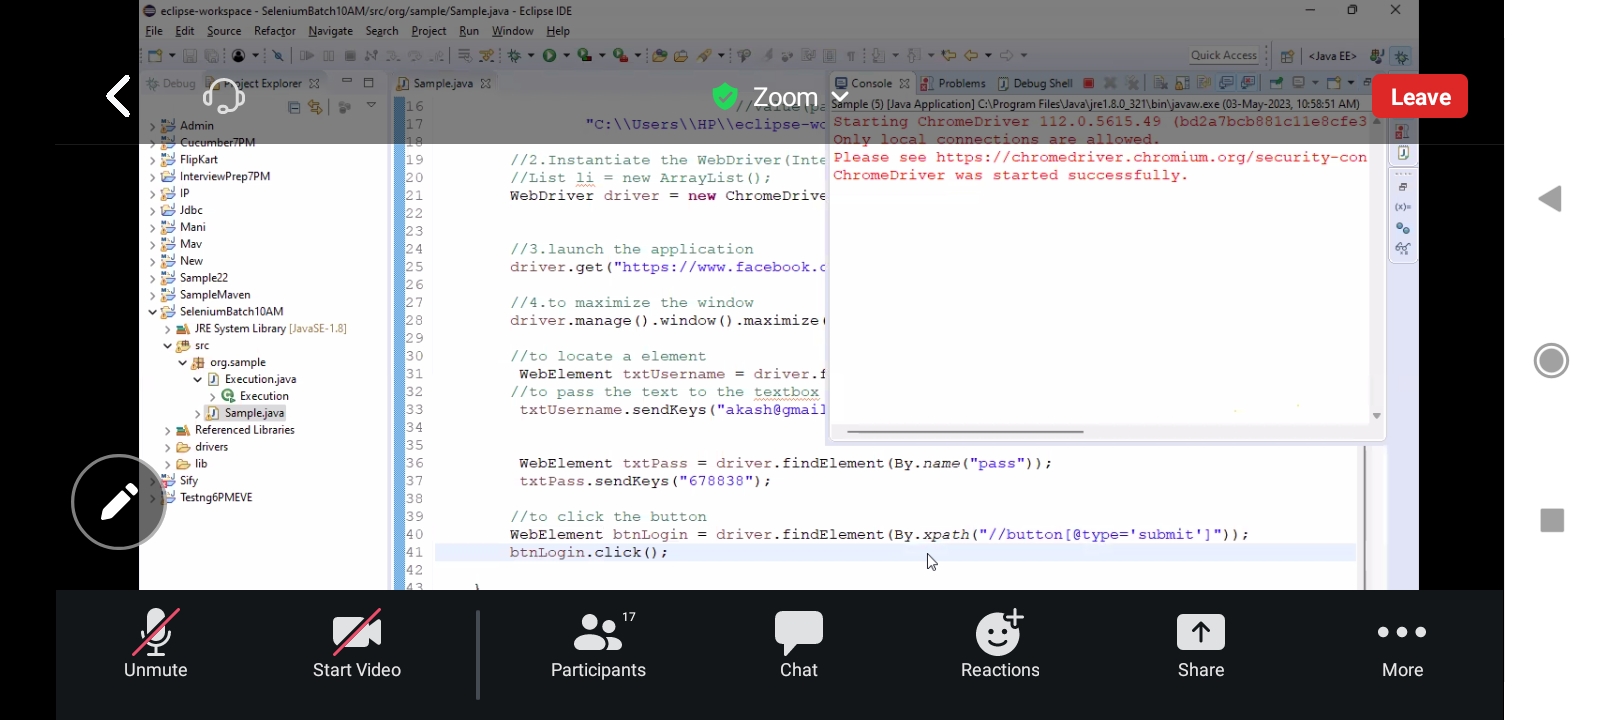 eclipse-workspace - SeleniumBatch10AM/src/org/sample/Sample.java - Eclipse IDE
File Edit Source Refactor Navigate Search Project Run Window Help
Quick Access
<Java EE>
Debug
Project Explorer
Sample.java
Console
Problems
Debug Shell
Zoom
Leave
Sample (5) [Java Application] C:\Program Files\Java\jre1.8.0_321\bin\javaw.exe (03-May-2023, 10:58:51 AM)
Starting ChromeDriver 112.0.5615.49 (bd2a7bcb881c11e8cfe3
Only local connections are allowed.
Please see https://chromedriver.chromium.org/security-con
ChromeDriver was started successfully.
Admin
Cucumber7PM
FlipKart
InterviewPrep7PM
IP
Jdbc
Mani
Mav
New
Sample22
SampleMaven
SeleniumBatch10AM
JRE System Library [JavaSE-1.8]
src
org.sample
Execution.java
Execution
Sample.java
Referenced Libraries
drivers
lib
Sify
Testng6PMEVE
16 //value(pa
17 "C:\\Users\\HP\\eclipse-wo
18
19 //2.Instantiate the WebDriver(Inte
20 //List li = new ArrayList();
21 WebDriver driver = new ChromeDrive
22
23
24 //3.launch the application
25 driver.get("https://www.facebook.c
26
27 //4.to maximize the window
28 driver.manage().window().maximize(
29
30 //to locate a element
31 WebElement txtUsername = driver.f
32 //to pass the text to the textbox
33 txtUsername.sendKeys("akash@gmail
34
35
36 WebElement txtPass = driver.findElement(By.name("pass"));
37 txtPass.sendKeys("678838");
38
39 //to click the button
40 WebElement btnLogin = driver.findElement(By.xpath("//button[@type='submit']"));
41 btnLogin.click();
42
43 }
(x)=
17
Unmute
Start Video
Participants
Chat
Reactions
Share
More